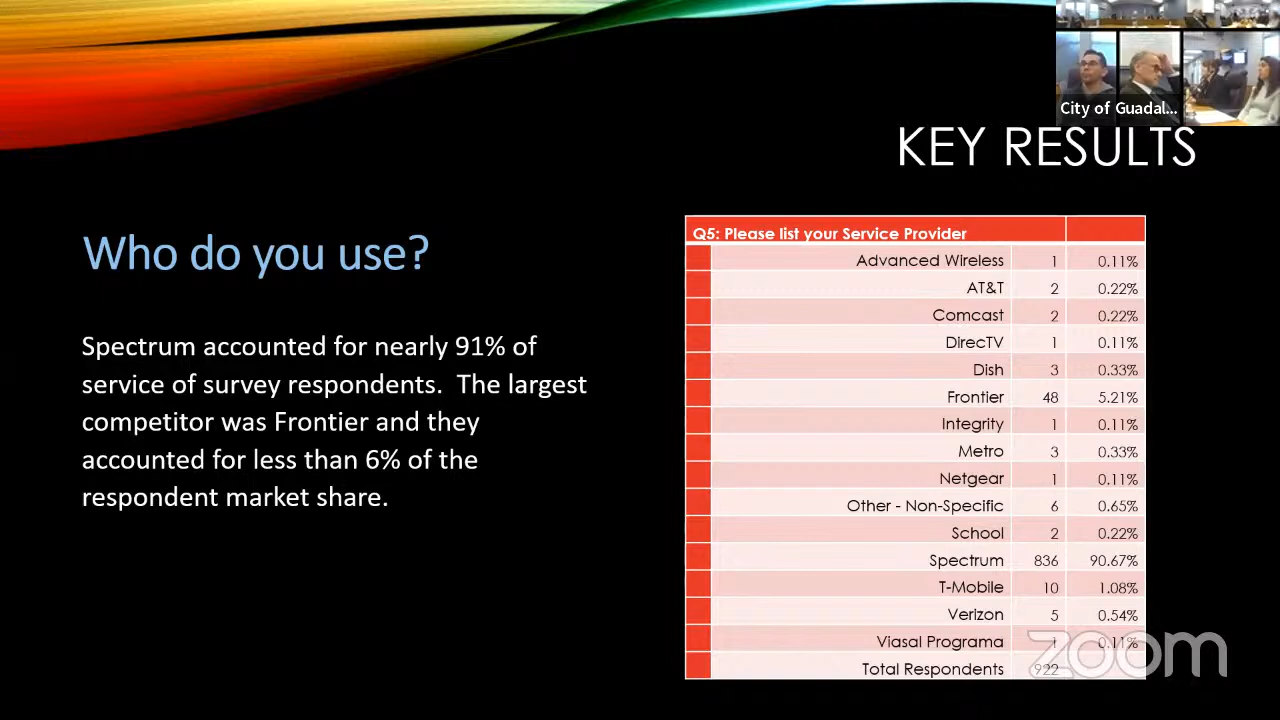 City of Guadal...
KEY RESULTS
Who do you use?
Spectrum accounted for nearly 91% of
service of survey respondents. The largest
competitor was Frontier and they
accounted for less than 6% of the
respondent market share.
Q5: Please list your Service Provider
Advanced Wireless 1 0.11%
AT&T 2 0.22%
Comcast 2 0.22%
DirecTV 1 0.11%
Dish 3 0.33%
Frontier 48 5.21%
Integrity 1 0.11%
Metro 3 0.33%
Netgear 1 0.11%
Other - Non-Specific 6 0.65%
School 2 0.22%
Spectrum 836 90.67%
T-Mobile 10 1.08%
Verizon 5 0.54%
Viasal Programa 1 0.11%
Total Respondents 922
zoom